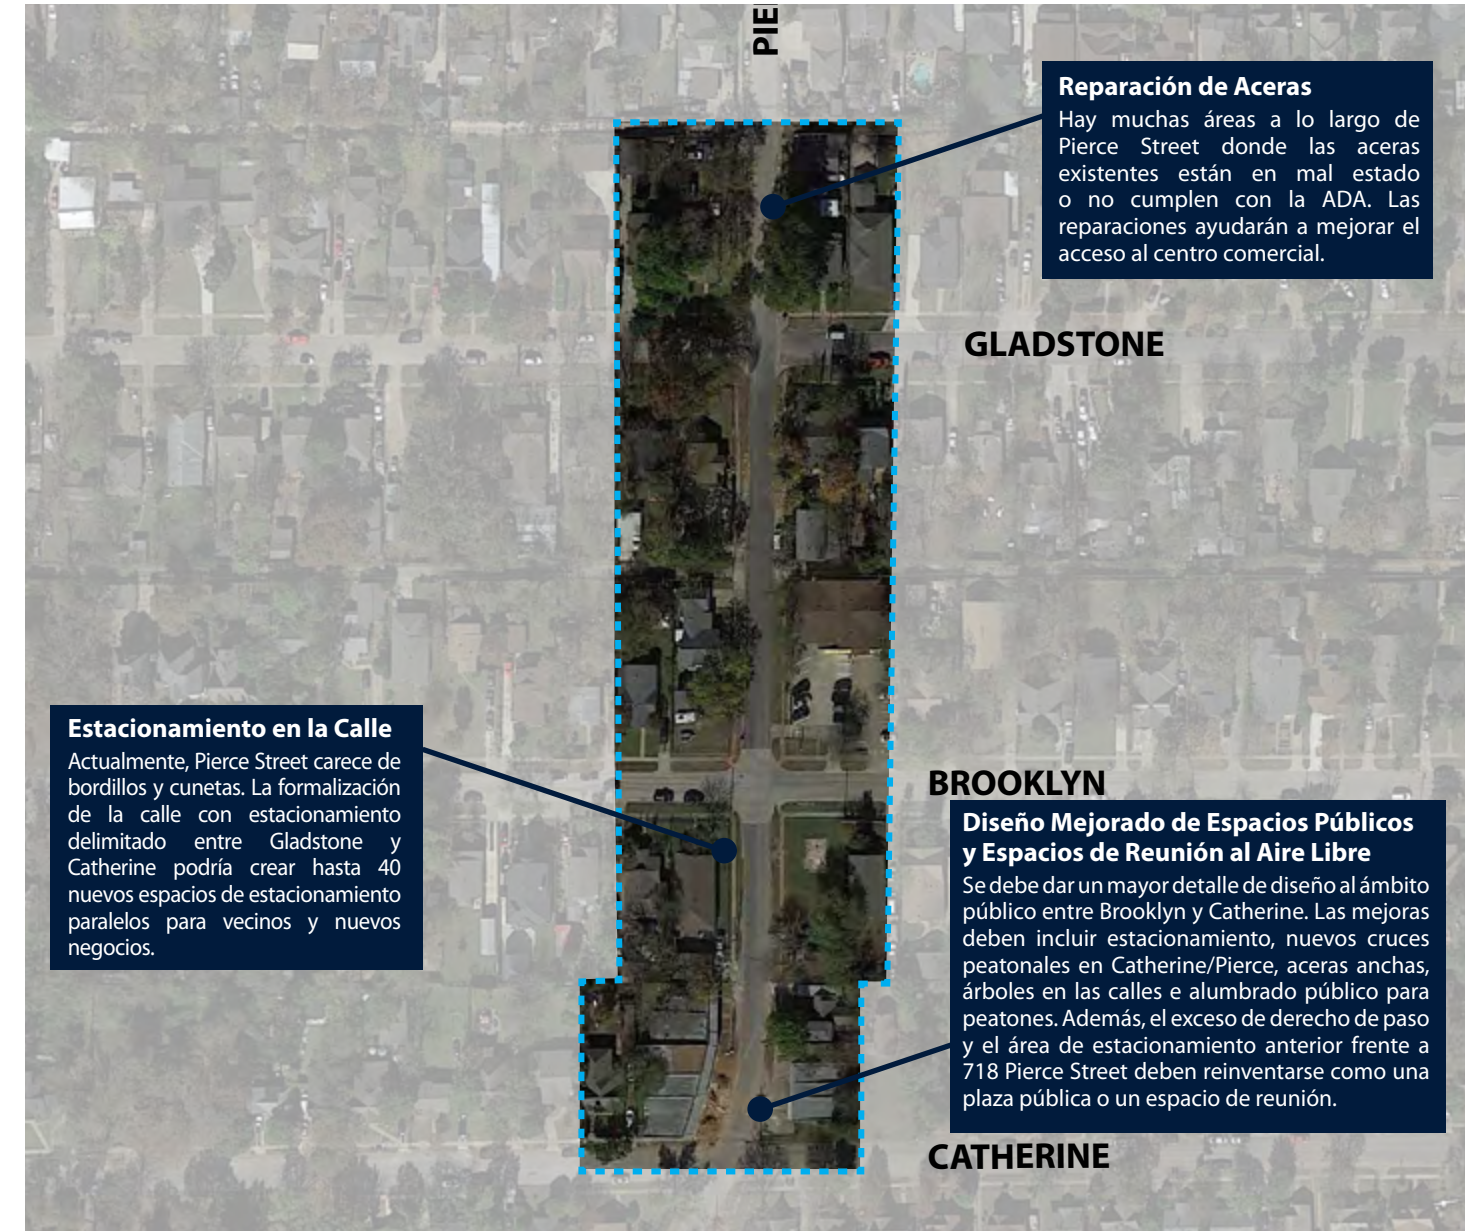 PIE
Reparación de Aceras
Hay muchas áreas a lo largo de
Pierce Street donde las aceras
existentes están en mal estado
o no cumplen con la ADA. Las
reparaciones ayudarán a mejorar el
acceso al centro comercial.
GLADSTONE
Estacionamiento en la Calle
Actualmente, Pierce Street carece de
bordillos y cunetas. La formalización
de la calle con estacionamiento
delimitado entre Gladstone y
Catherine podría crear hasta 40
nuevos espacios de estacionamiento
paralelos para vecinos y nuevos
negocios.
BROOKLYN
Diseño Mejorado de Espacios Públicos
y Espacios de Reunión al Aire Libre
Se debe dar un mayor detalle de diseño al ámbito
público entre Brooklyn y Catherine. Las mejoras
deben incluir estacionamiento, nuevos cruces
peatonales en Catherine/Pierce, aceras anchas,
árboles en las calles e alumbrado público para
peatones. Además, el exceso de derecho de paso
y el área de estacionamiento anterior frente a
718 Pierce Street deben reinventarse como una
plaza pública o un espacio de reunión.
CATHERINE